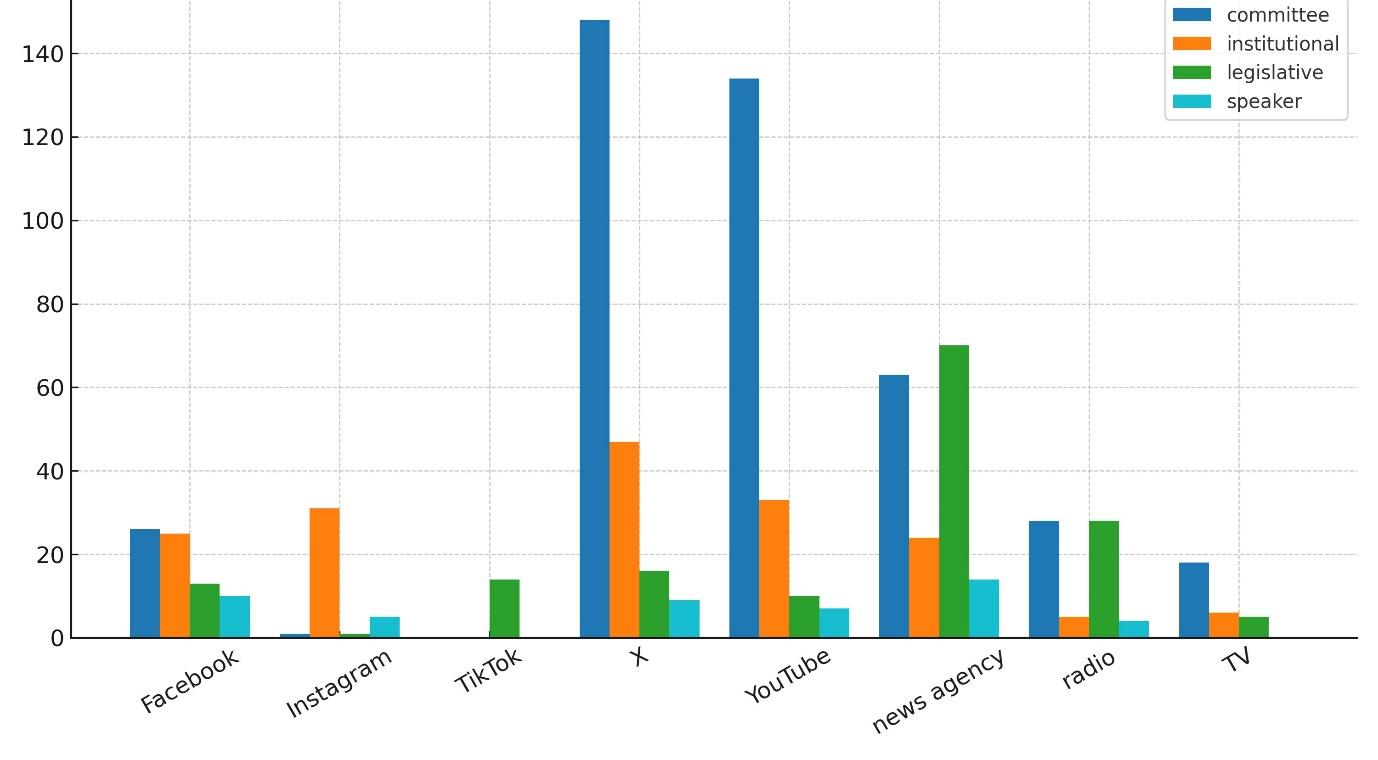 committee
institutional
legislative
speaker
140
120
100
80
60
40
20
0
Facebook
Instagram
TikTok
X
YouTube
news agency
radio
TV